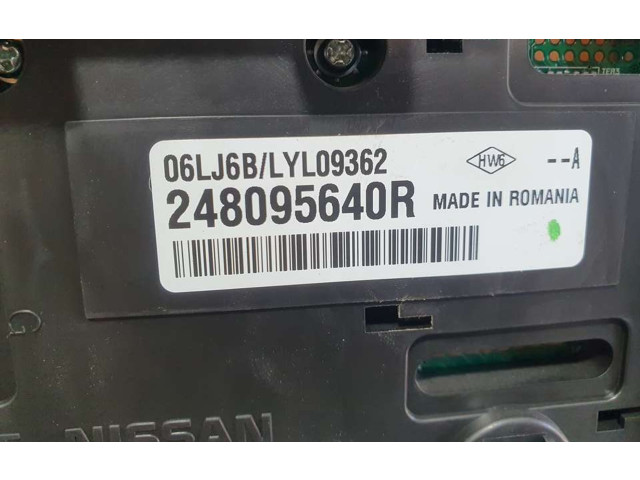 06LJ6B/LYL09362
HW6
--A
248095640R
MADE IN ROMANIA
G
NISSAN